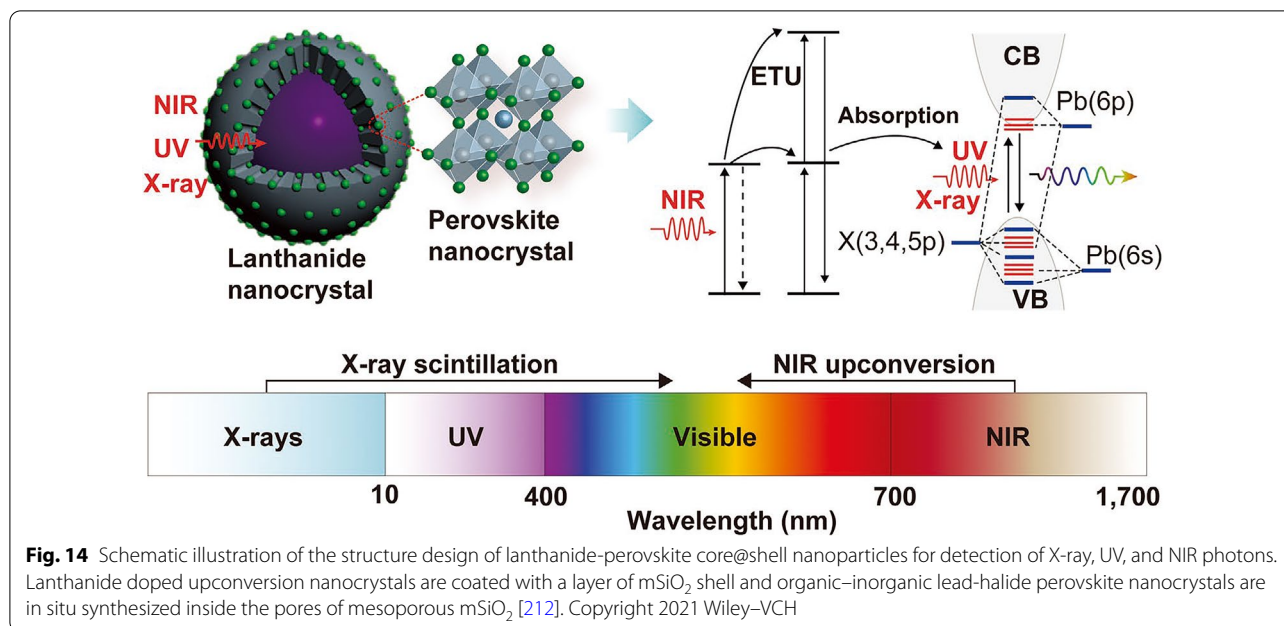 NIR
UV
X-ray
Lanthanide
nanocrystal
Perovskite
nanocrystal
ETU
Absorption
NIR
CB
Pb(6p)
UV
X-ray
X(3,4,5p)
Pb(6s)
VB
X-ray scintillation
NIR upconversion
X-rays
UV
Visible
NIR
10
400
700
1,700
Wavelength (nm)
Fig. 14 Schematic illustration of the structure design of lanthanide-perovskite core@shell nanoparticles for detection of X-ray, UV, and NIR photons.
Lanthanide doped upconversion nanocrystals are coated with a layer of mSiO₂ shell and organic–inorganic lead-halide perovskite nanocrystals are
in situ synthesized inside the pores of mesoporous mSiO₂ [212]. Copyright 2021 Wiley–VCH